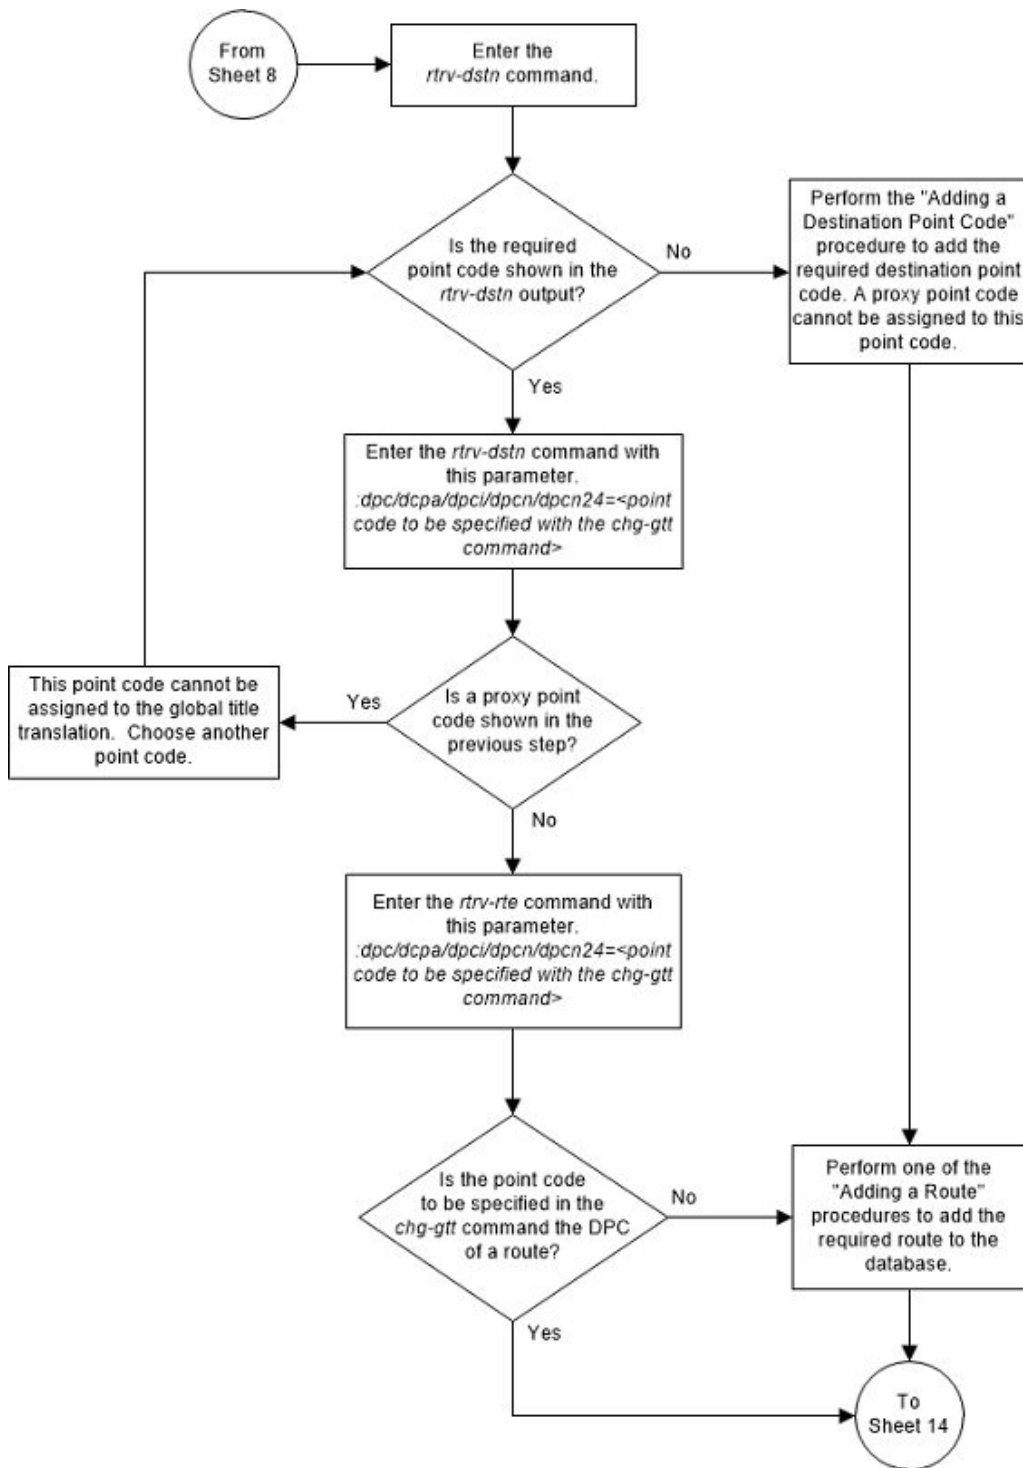 From
Sheet 8
Enter the
rtrv-dstn command.
Is the required
point code shown in the
rtrv-dstn output?
No
Perform the "Adding a
Destination Point Code"
procedure to add the
required destination point
code. A proxy point code
cannot be assigned to this
point code.
Yes
Enter the rtrv-dstn command with
this parameter.
:dpc/dcpa/dpci/dpcn/dpcn24=<point
code to be specified with the chg-gtt
command>
Is a proxy point
code shown in the
previous step?
Yes
This point code cannot be
assigned to the global title
translation. Choose another
point code.
No
Enter the rtrv-rte command with
this parameter.
:dpc/dcpa/dpci/dpcn/dpcn24=<point
code to be specified with the chg-gtt
command>
Is the point code
to be specified in the
chg-gtt command the DPC
of a route?
No
Perform one of the
"Adding a Route"
procedures to add the
required route to the
database.
Yes
To
Sheet 14